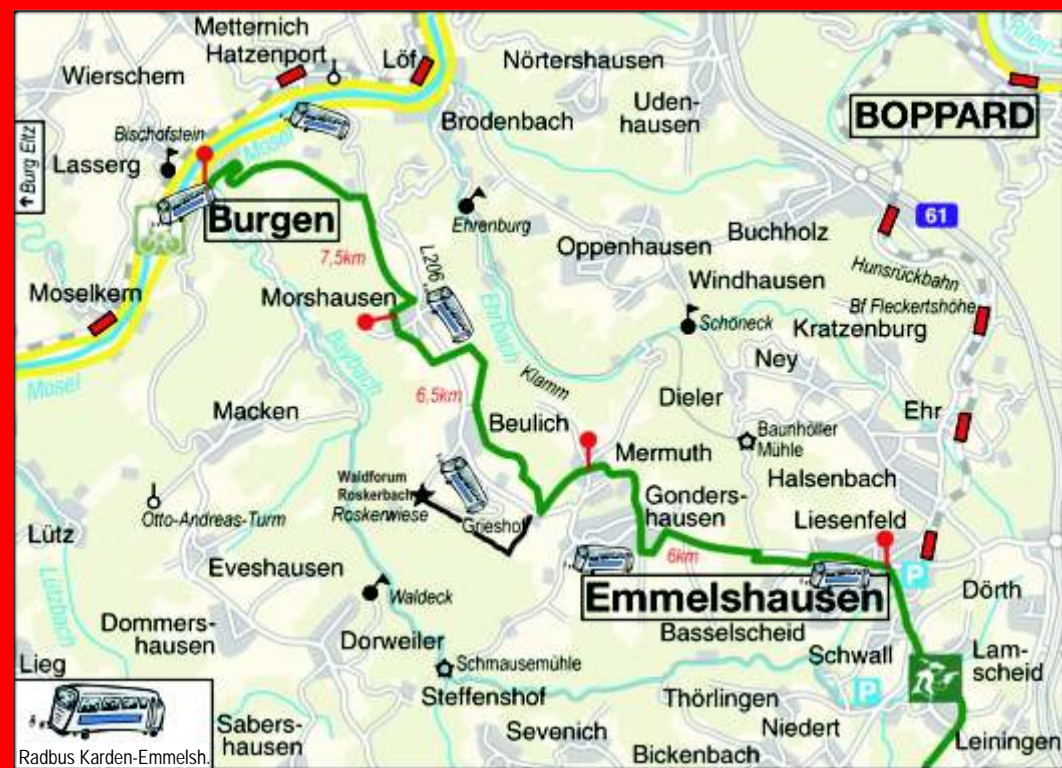 Metternich
Hatzenport
Löf
Nörtershausen
Wierschem
Uden-
hausen
BOPPARD
Brodenbach
Bischofstein
Mosel
Lasserg
↑ Burg Eltz
Burgen
Ehrenburg
61
Oppenhausen
Buchholz
7,5km
L206
Windhausen
Hunsrückbahn
Moselkern
Morshausen
Bf Fleckertshöhe
Schöneck
Kratzenburg
Ehrbach
Klamm
Ney
Mosel
Baybach
6,5km
Dieler
Macken
Beulich
Ehr
Baunhöller
Mühle
Mermuth
Halsenbach
Waldforum
Roskerbach
Roskerwiese
Gonders-
hausen
Otto-Andreas-Turm
Grieshof
Liesenfeld
Lütz
6km
P
Eveshausen
Emmelshausen
Dörth
Waldeck
Lützbach
Dommers-
hausen
Dorweiler
Basselscheid
Schwall
Lam-
scheid
Lieg
Schmausemühle
Steffenshof
Thörlingen
P
Sabers-
hausen
Sevenich
Niedert
Leiningen
Bickenbach
Radbus Karden-Emmelsh.